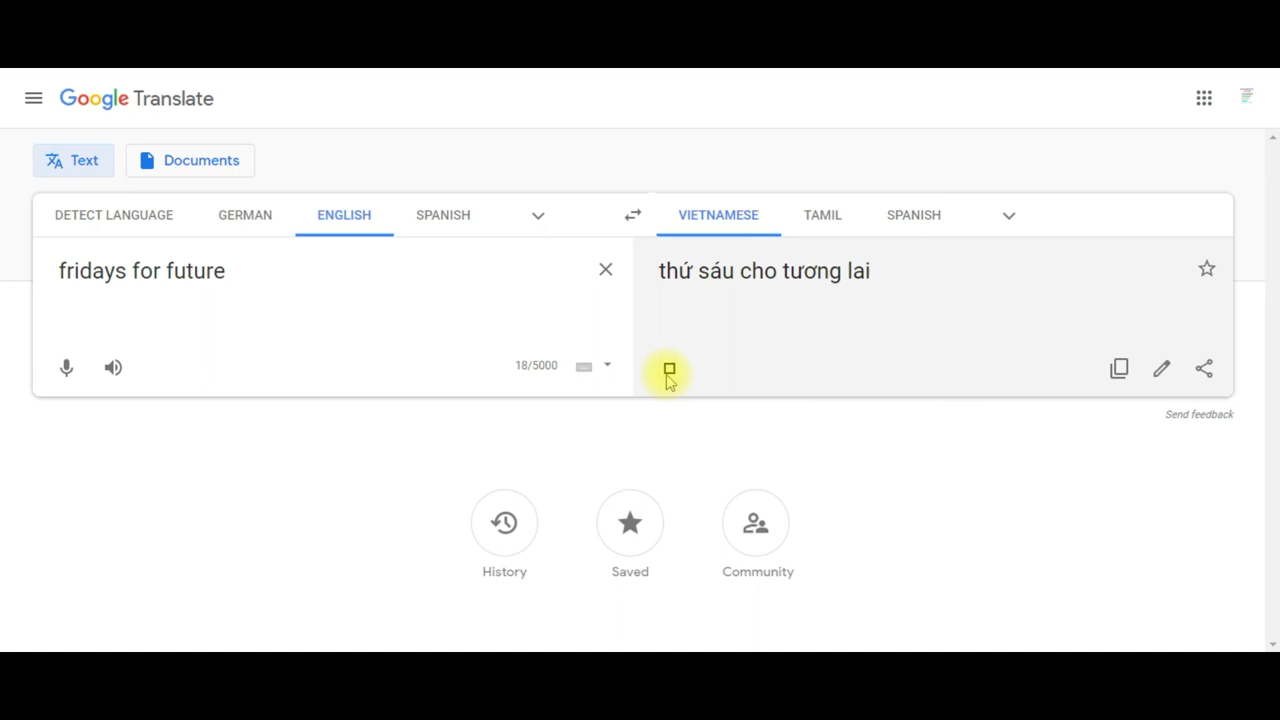 Google Translate
Text
Documents
DETECT LANGUAGE GERMAN ENGLISH SPANISH VIETNAMESE TAMIL SPANISH
fridays for future
thứ sáu cho tương lai
18/5000
Send feedback
History
Saved
Community